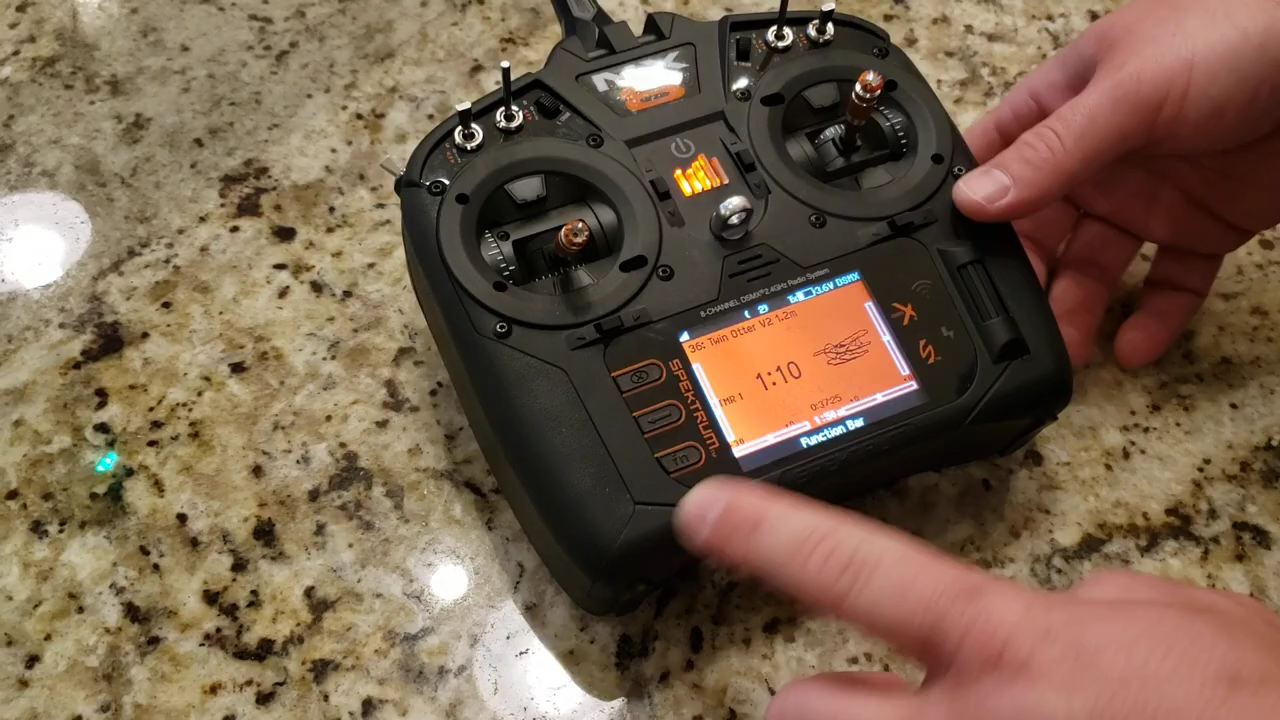 8-CHANNEL DSMX® 2.4GHz Radio System
Tx 3.6V DSMX
36: Twin Otter V2 1.2m
1:10
TMR 1
0:37:25
Function Bar
SPEKTRUM